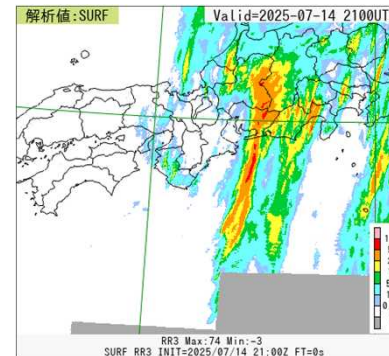 解析値:SURF
Valid=2025-07-14 2100UT
RR3 Max:74 Min:-3
SURF RR3 INIT=2025/07/14 21:00Z FT=0s